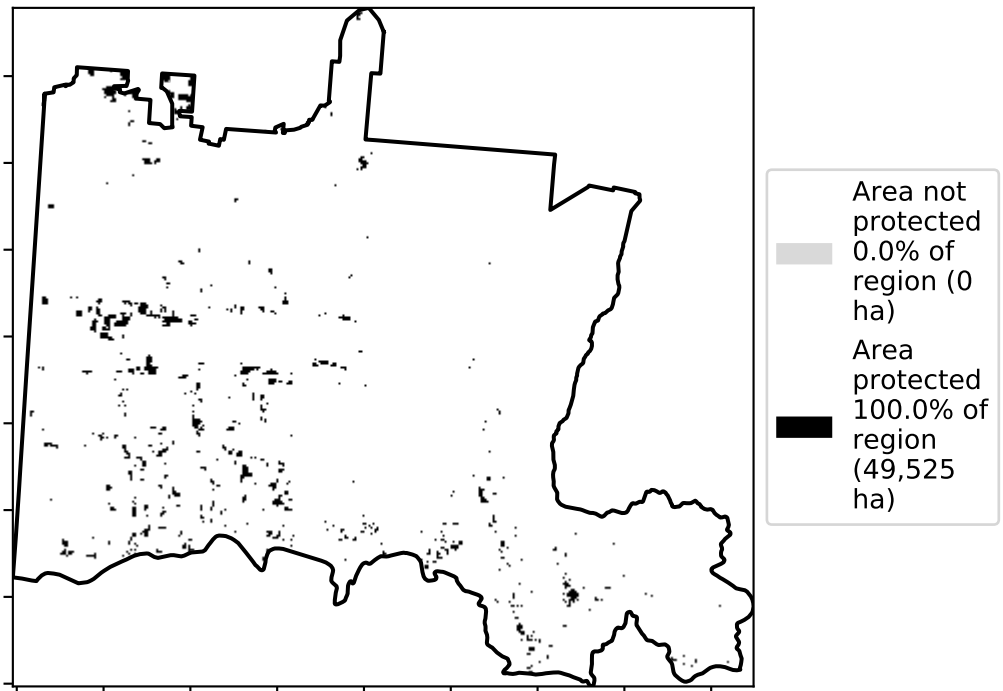 Area not
protected
0.0% of
region (0
ha)
Area
protected
100.0% of
region
(49,525
ha)